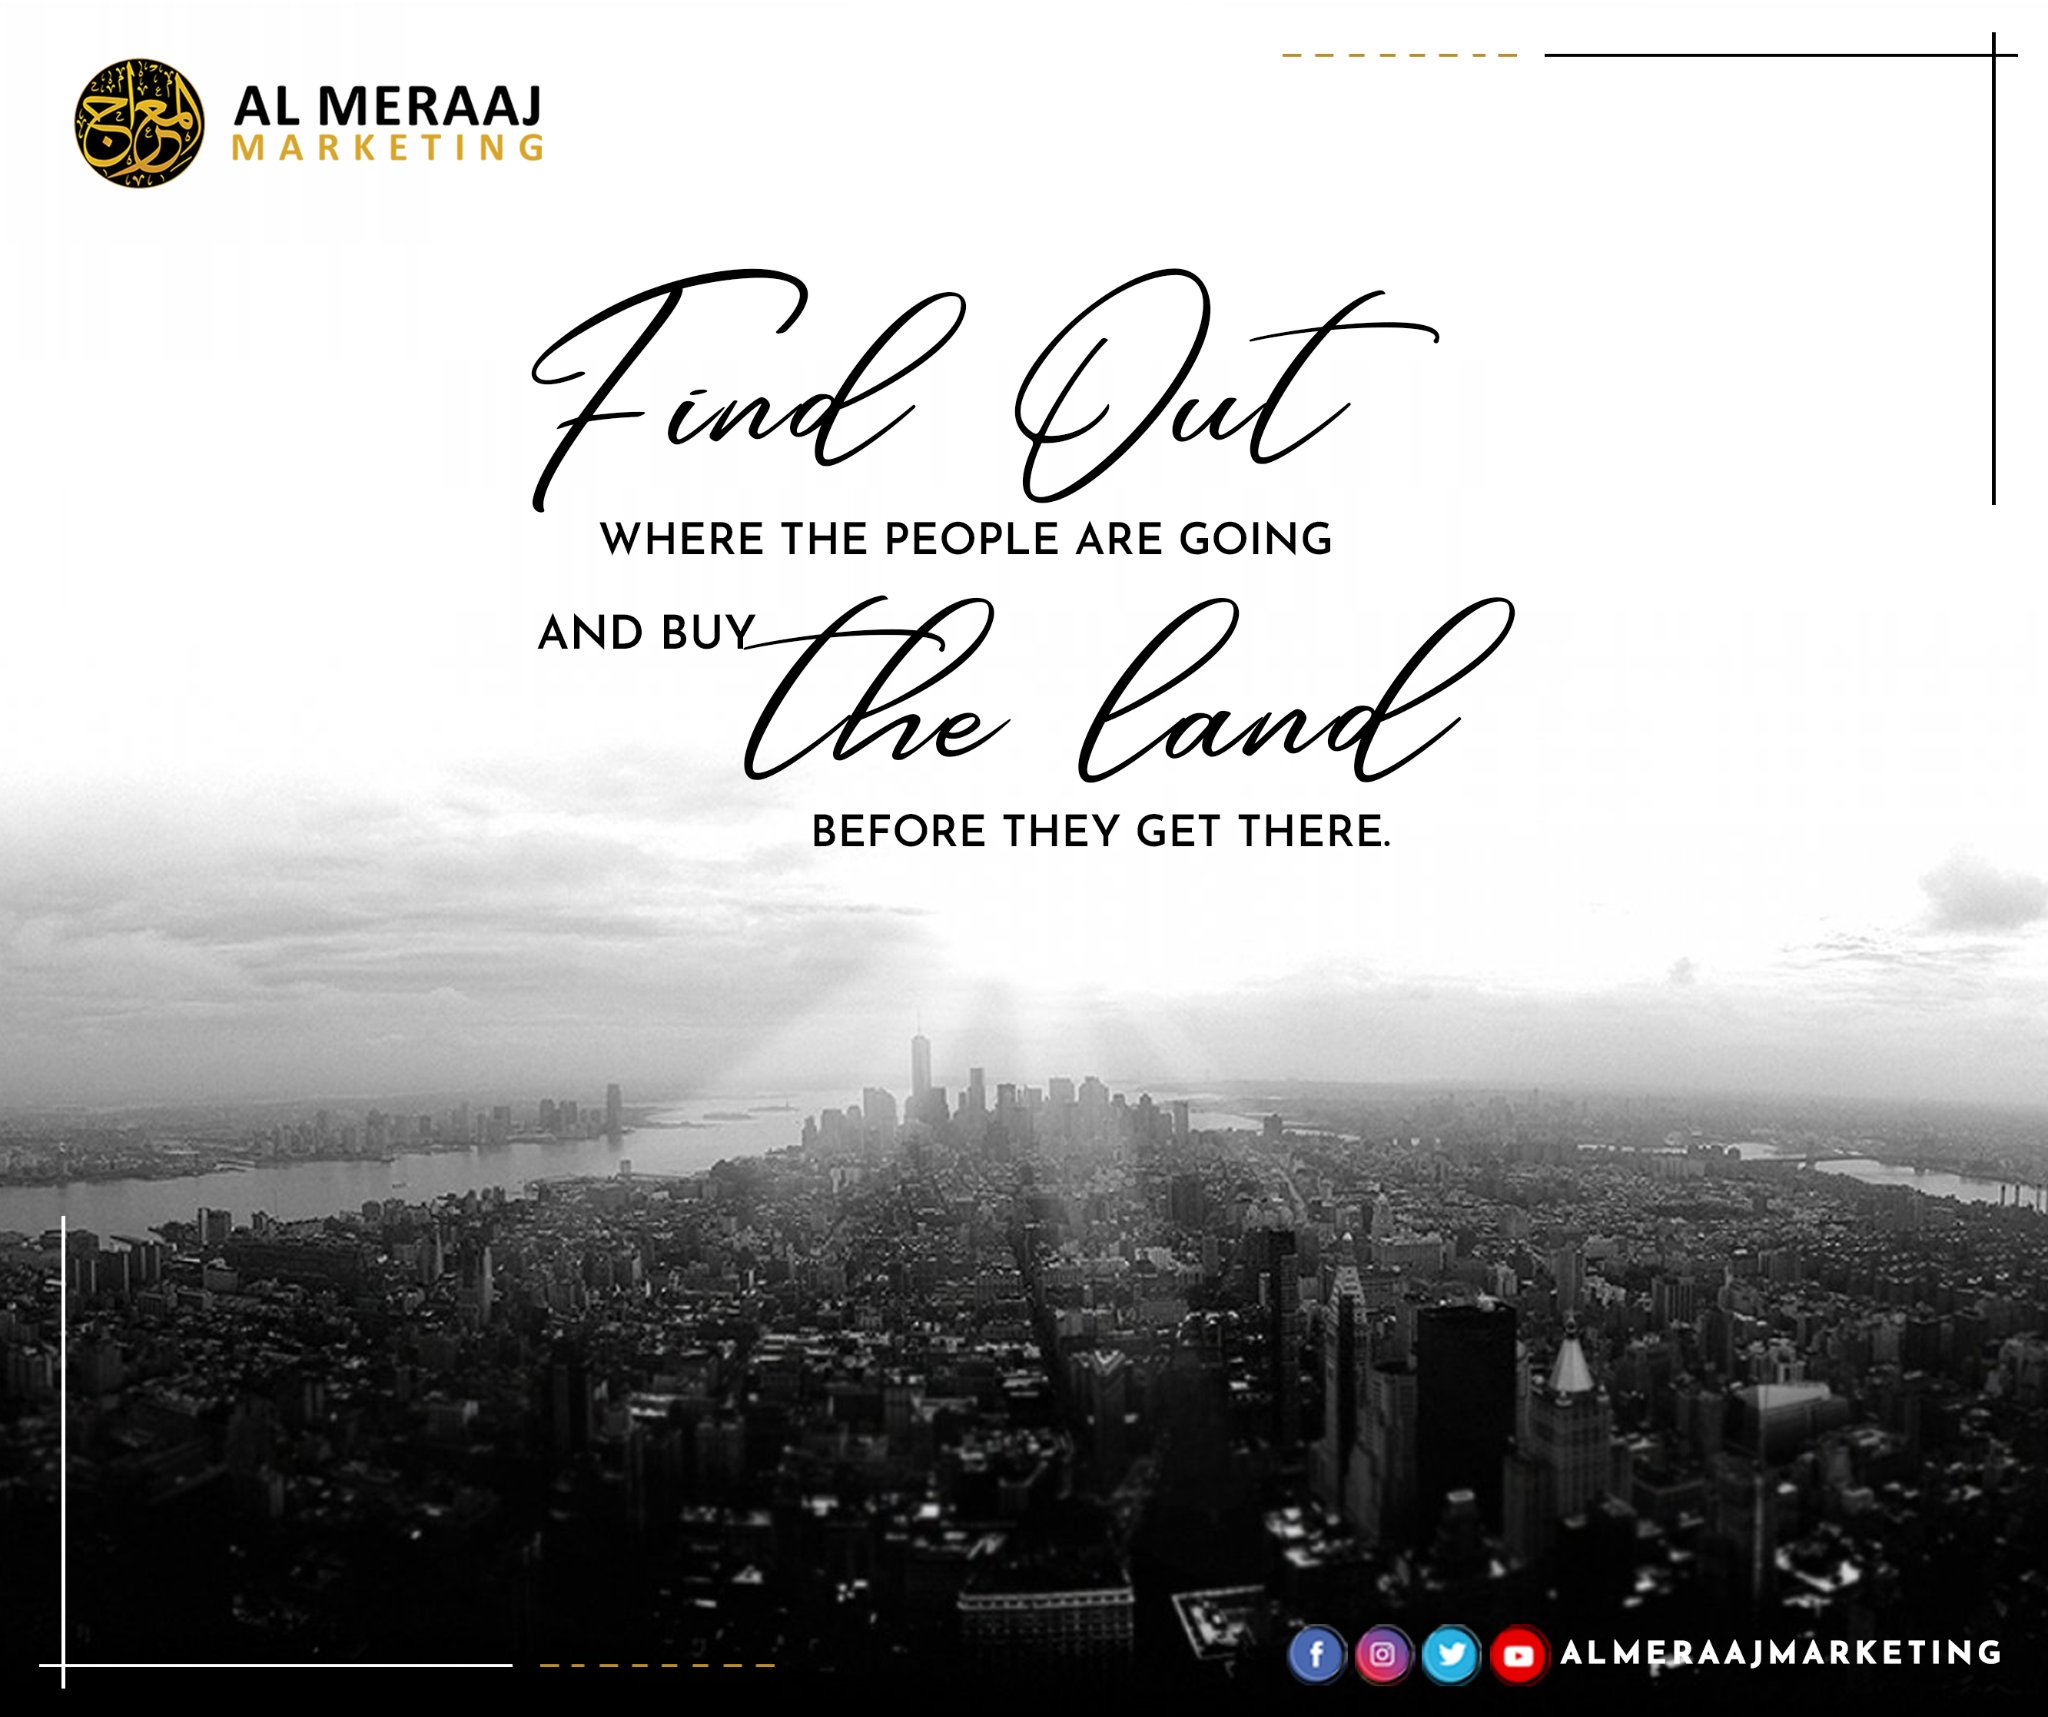 المعراج
AL MERAAJ
MARKETING
Find Out
WHERE THE PEOPLE ARE GOING
AND BUY the land
BEFORE THEY GET THERE.
ALMERAAJMARKETING